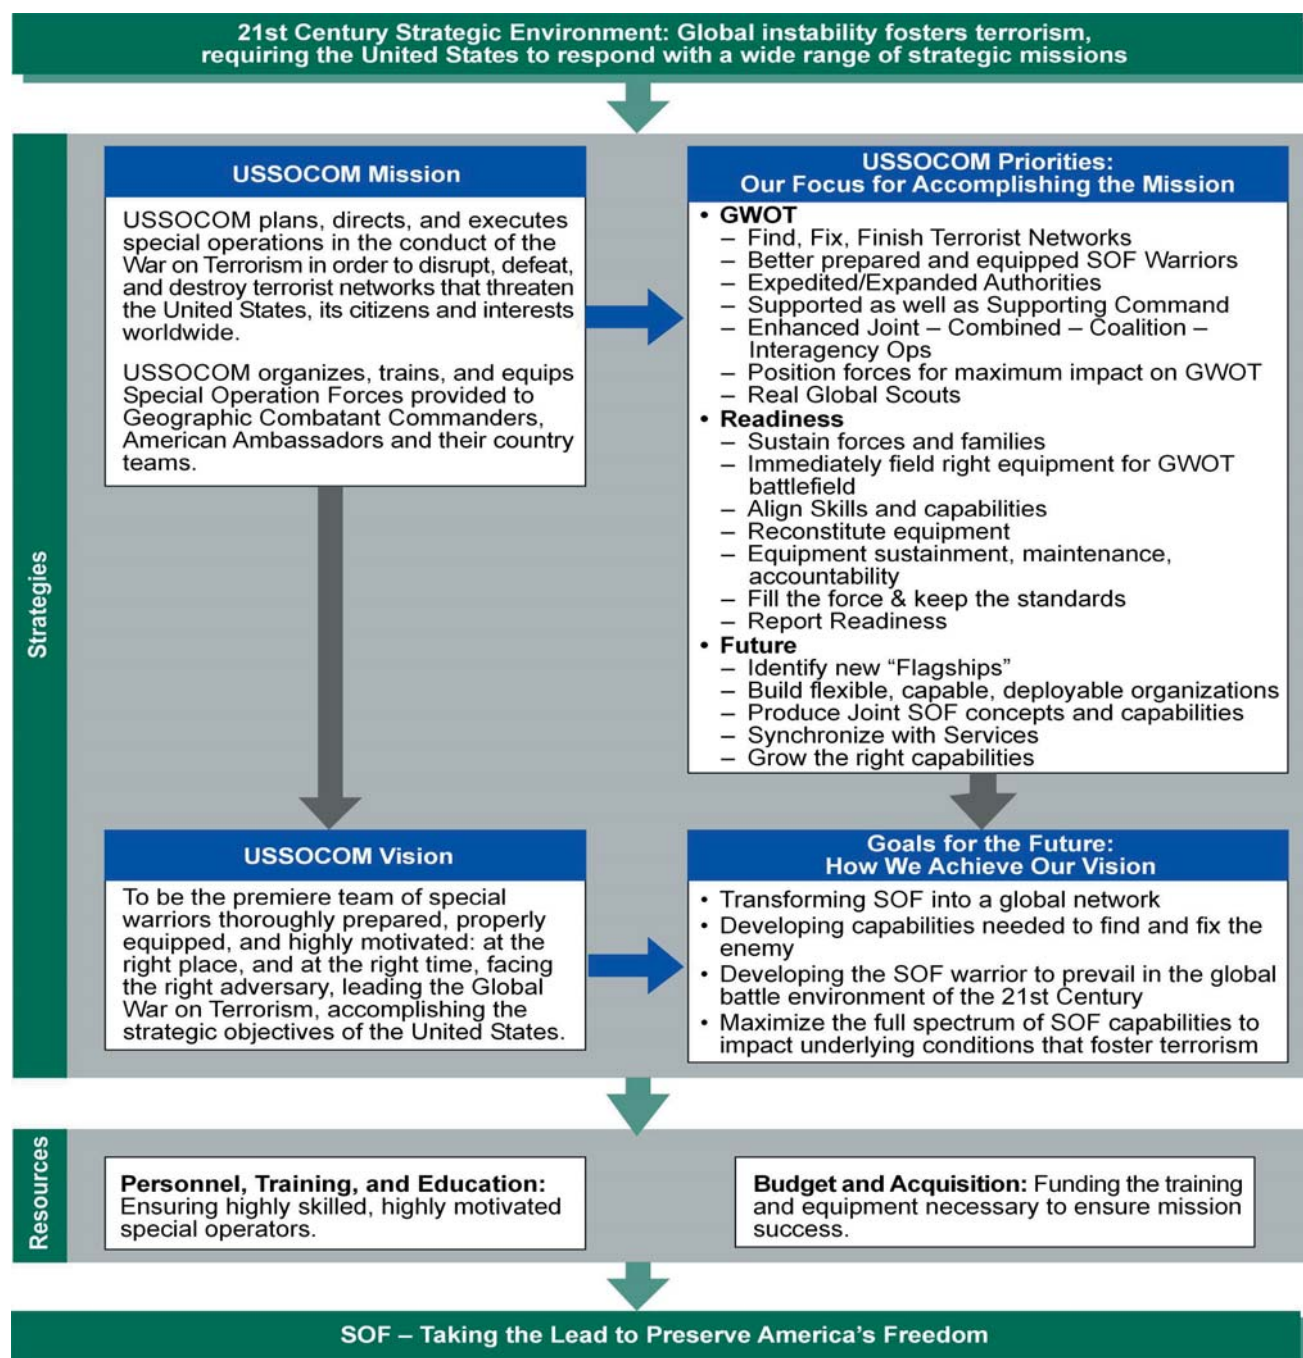 21st Century Strategic Environment: Global instability fosters terrorism,
requiring the United States to respond with a wide range of strategic missions
Strategies
USSOCOM Mission
USSOCOM plans, directs, and executes
special operations in the conduct of the
War on Terrorism in order to disrupt, defeat,
and destroy terrorist networks that threaten
the United States, its citizens and interests
worldwide.
USSOCOM organizes, trains, and equips
Special Operation Forces provided to
Geographic Combatant Commanders,
American Ambassadors and their country
teams.
USSOCOM Priorities:
Our Focus for Accomplishing the Mission
• GWOT
– Find, Fix, Finish Terrorist Networks
– Better prepared and equipped SOF Warriors
– Expedited/Expanded Authorities
– Supported as well as Supporting Command
– Enhanced Joint – Combined – Coalition –
Interagency Ops
– Position forces for maximum impact on GWOT
– Real Global Scouts
• Readiness
– Sustain forces and families
– Immediately field right equipment for GWOT
battlefield
– Align Skills and capabilities
– Reconstitute equipment
– Equipment sustainment, maintenance,
accountability
– Fill the force & keep the standards
– Report Readiness
• Future
– Identify new “Flagships”
– Build flexible, capable, deployable organizations
– Produce Joint SOF concepts and capabilities
– Synchronize with Services
– Grow the right capabilities
USSOCOM Vision
To be the premiere team of special
warriors thoroughly prepared, properly
equipped, and highly motivated: at the
right place, and at the right time, facing
the right adversary, leading the Global
War on Terrorism, accomplishing the
strategic objectives of the United States.
Goals for the Future:
How We Achieve Our Vision
• Transforming SOF into a global network
• Developing capabilities needed to find and fix the
enemy
• Developing the SOF warrior to prevail in the global
battle environment of the 21st Century
• Maximize the full spectrum of SOF capabilities to
impact underlying conditions that foster terrorism
Resources
Personnel, Training, and Education:
Ensuring highly skilled, highly motivated
special operators.
Budget and Acquisition: Funding the training
and equipment necessary to ensure mission
success.
SOF – Taking the Lead to Preserve America’s Freedom